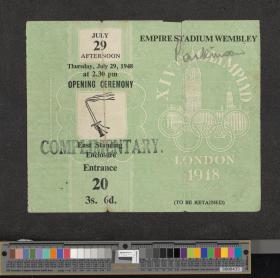 JULY
29
AFTERNOON
Thursday, July 29, 1948
at 2.30 pm
OPENING CEREMONY
East Standing
Enclosure
Entrance
20
3s. 6d.
COMPLIMENTARY.
EMPIRE STADIUM WEMBLEY
XIV OLYMPIAD
LONDON
1948
(TO BE RETAINED)